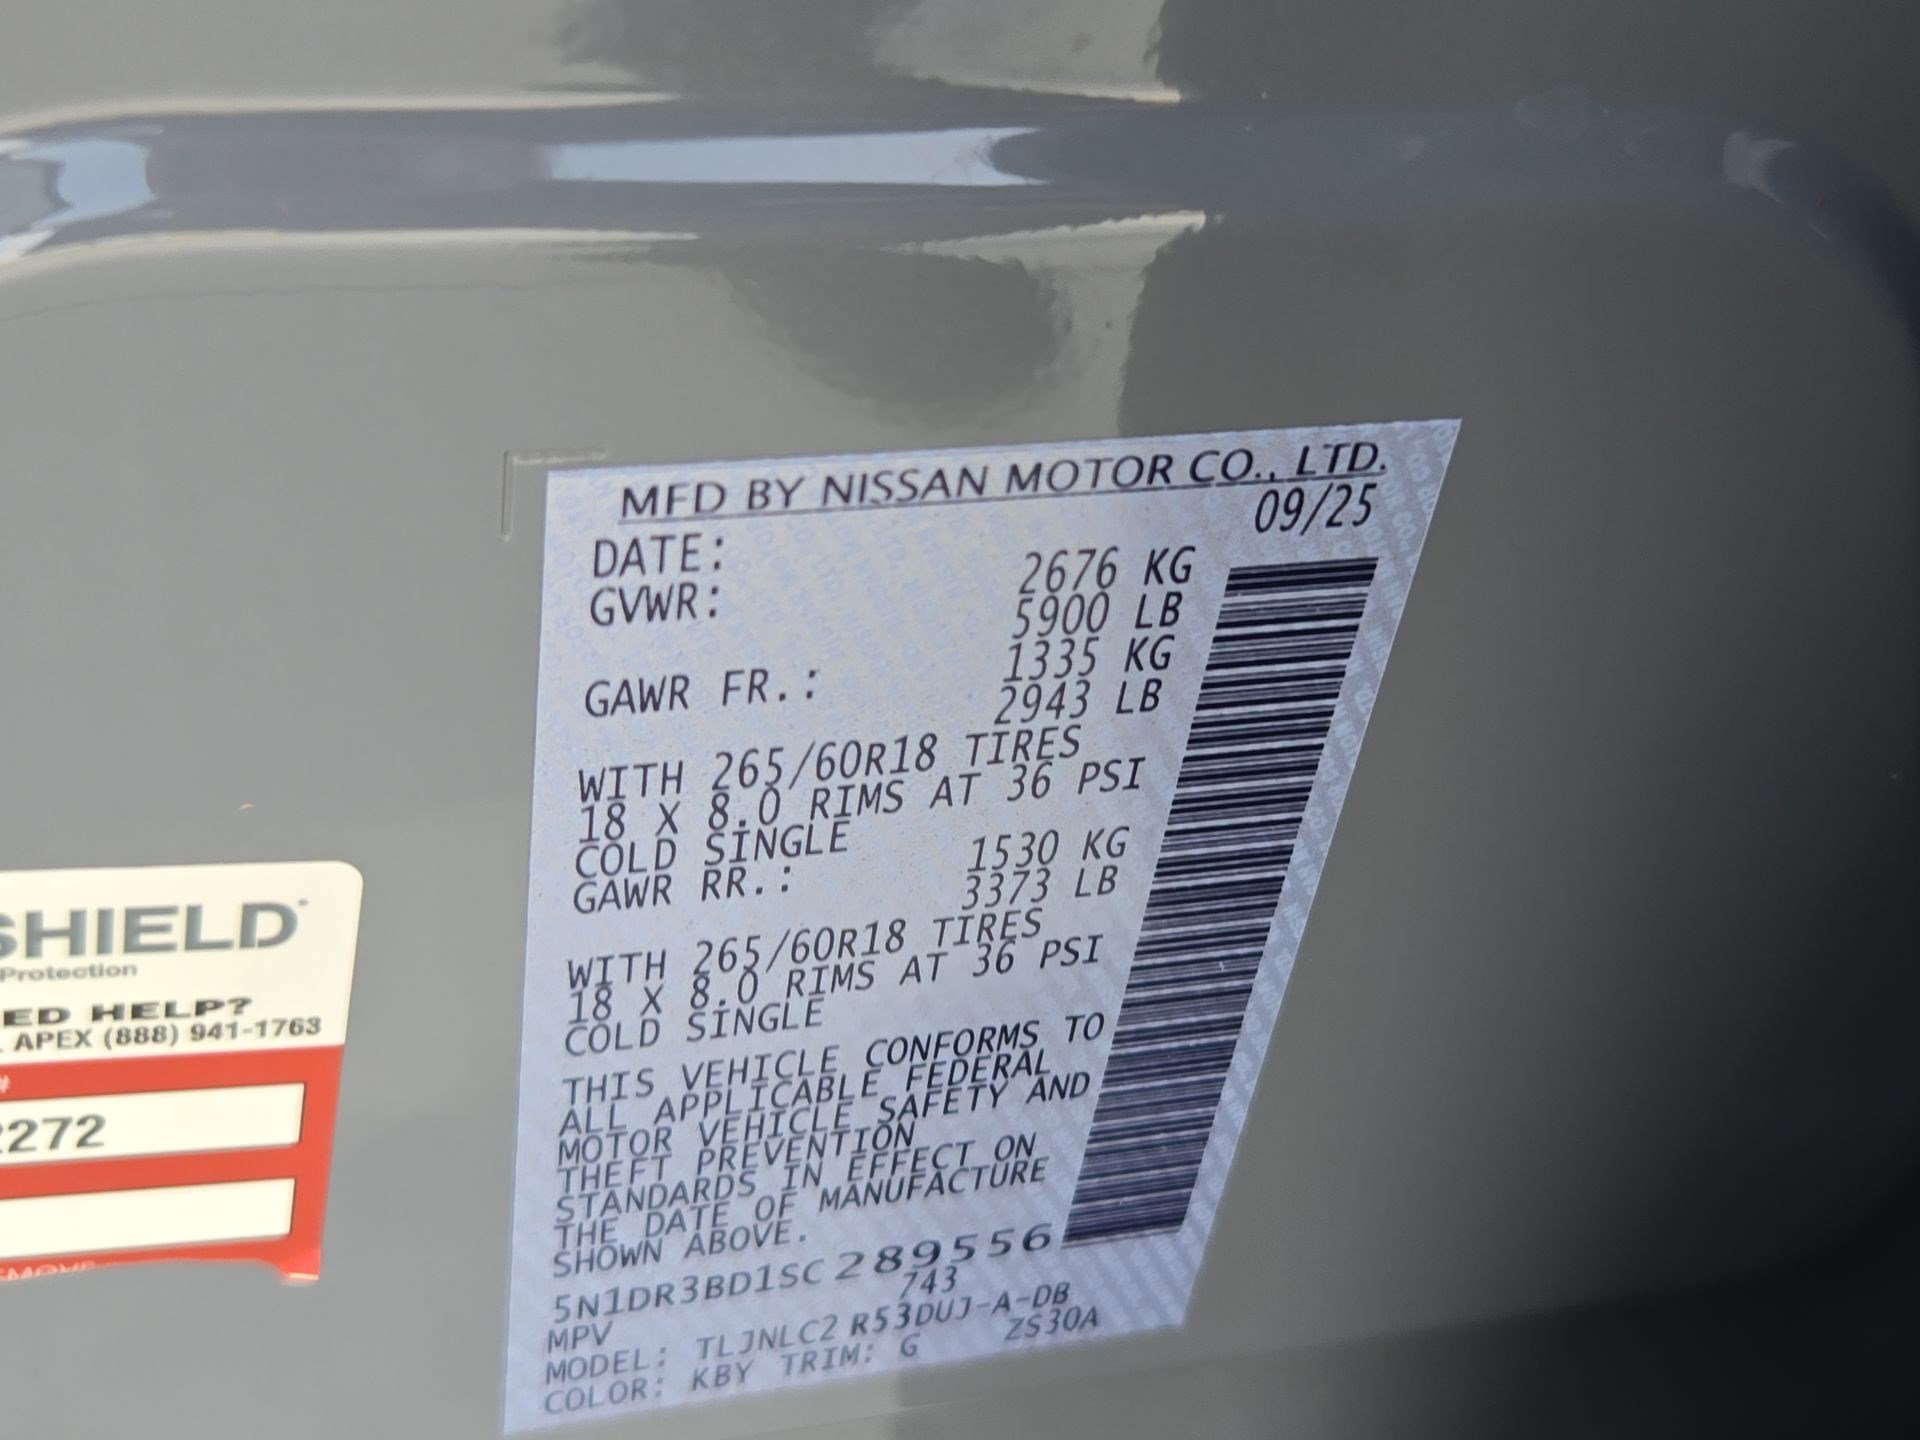 MFD BY NISSAN MOTOR CO., LTD.
DATE: 09/25
GVWR: 2676 KG
5900 LB
GAWR FR.: 1335 KG
2943 LB
WITH 265/60R18 TIRES
18 X 8.0 RIMS AT 36 PSI
COLD SINGLE
GAWR RR.: 1530 KG
3373 LB
WITH 265/60R18 TIRES
18 X 8.0 RIMS AT 36 PSI
COLD SINGLE
THIS VEHICLE CONFORMS TO
ALL APPLICABLE FEDERAL
MOTOR VEHICLE SAFETY AND
THEFT PREVENTION
STANDARDS IN EFFECT ON
THE DATE OF MANUFACTURE
SHOWN ABOVE.
5N1DR3BD1SC289556
MPV 743
MODEL: TLJNLC2 R53DUJ-A-DB
COLOR: KBY TRIM: G ZS30A
SHIELD
Protection
ED HELP?
APEX (888) 941-1763
#
2272